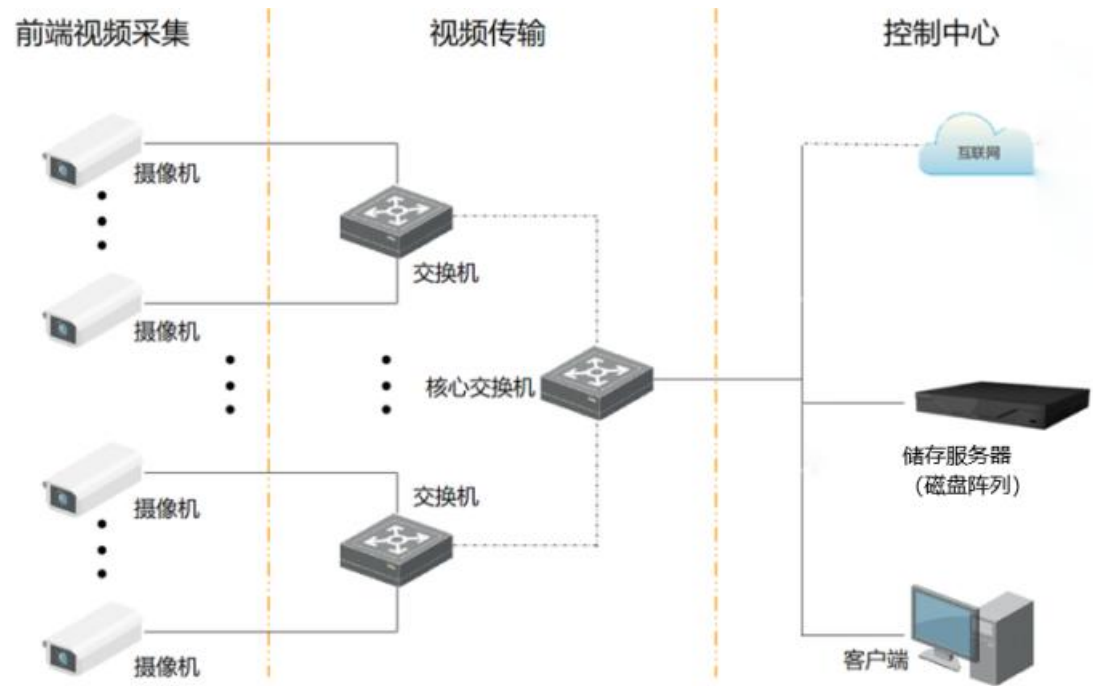 前端视频采集
视频传输
控制中心
互联网
摄像机
交换机
摄像机
核心交换机
储存服务器
（磁盘阵列）
交换机
摄像机
客户端
摄像机